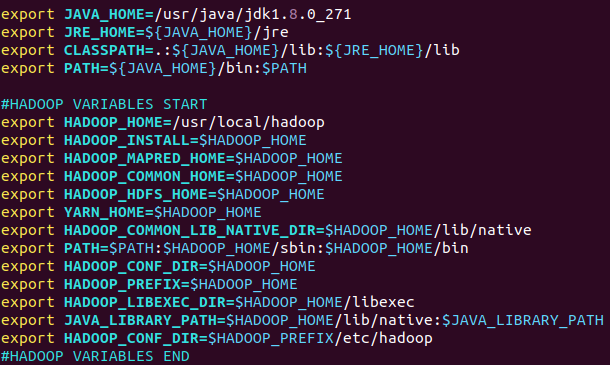 export JAVA_HOME=/usr/java/jdk1.8.0_271
export JRE_HOME=${JAVA_HOME}/jre
export CLASSPATH=.:${JAVA_HOME}/lib:${JRE_HOME}/lib
export PATH=${JAVA_HOME}/bin:$PATH
#HADOOP VARIABLES START
export HADOOP_HOME=/usr/local/hadoop
export HADOOP_INSTALL=$HADOOP_HOME
export HADOOP_MAPRED_HOME=$HADOOP_HOME
export HADOOP_COMMON_HOME=$HADOOP_HOME
export HADOOP_HDFS_HOME=$HADOOP_HOME
export YARN_HOME=$HADOOP_HOME
export HADOOP_COMMON_LIB_NATIVE_DIR=$HADOOP_HOME/lib/native
export PATH=$PATH:$HADOOP_HOME/sbin:$HADOOP_HOME/bin
export HADOOP_CONF_DIR=$HADOOP_HOME
export HADOOP_PREFIX=$HADOOP_HOME
export HADOOP_LIBEXEC_DIR=$HADOOP_HOME/libexec
export JAVA_LIBRARY_PATH=$HADOOP_HOME/lib/native:$JAVA_LIBRARY_PATH
export HADOOP_CONF_DIR=$HADOOP_PREFIX/etc/hadoop
#HADOOP VARIABLES END